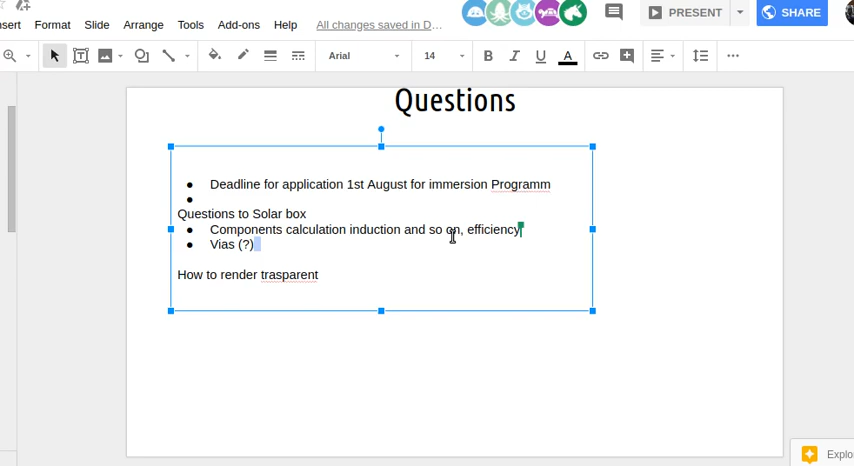 nsert Format Slide Arrange Tools Add-ons Help All changes saved in D…
PRESENT SHARE
Arial 14 B I U A
Questions
● Deadline for application 1st August for immersion Programm
●
Questions to Solar box
● Components calculation induction and so on, efficiency
● Vias (?)
How to render trasparent
Explo